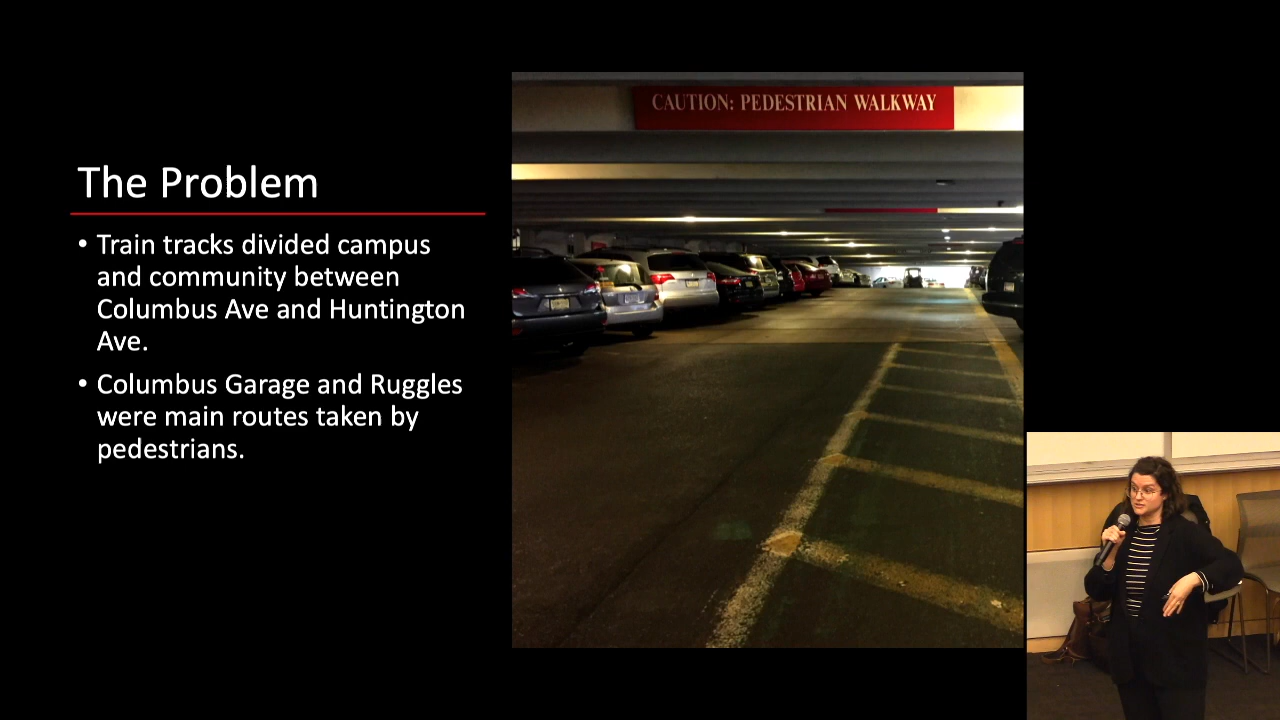 CAUTION: PEDESTRIAN WALKWAY
The Problem
• Train tracks divided campus
and community between
Columbus Ave and Huntington
Ave.
• Columbus Garage and Ruggles
were main routes taken by
pedestrians.